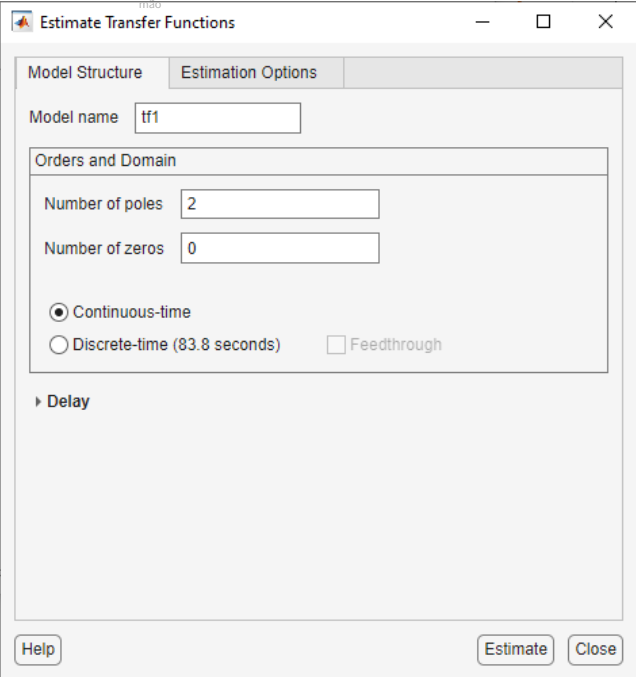 mão
Estimate Transfer Functions
Model Structure
Estimation Options
Model name tf1
Orders and Domain
Number of poles 2
Number of zeros 0
Continuous-time
Discrete-time (83.8 seconds) Feedthrough
Delay
Help Estimate Close